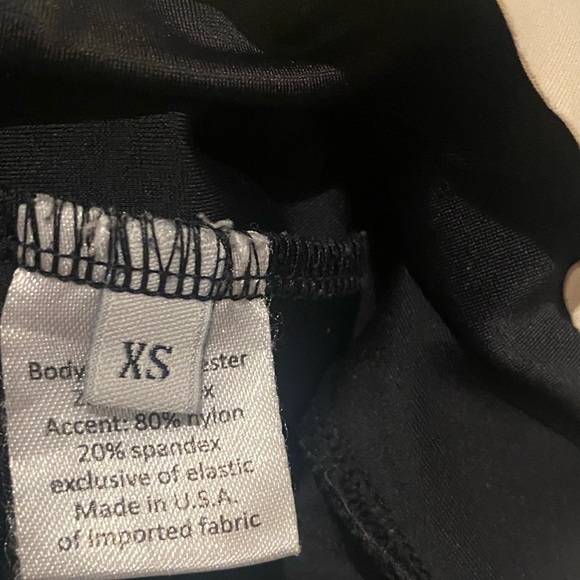 XS
Body
Accent: 80% nylon
20% spandex
exclusive of elastic
Made in U.S.A.
of Imported fabric